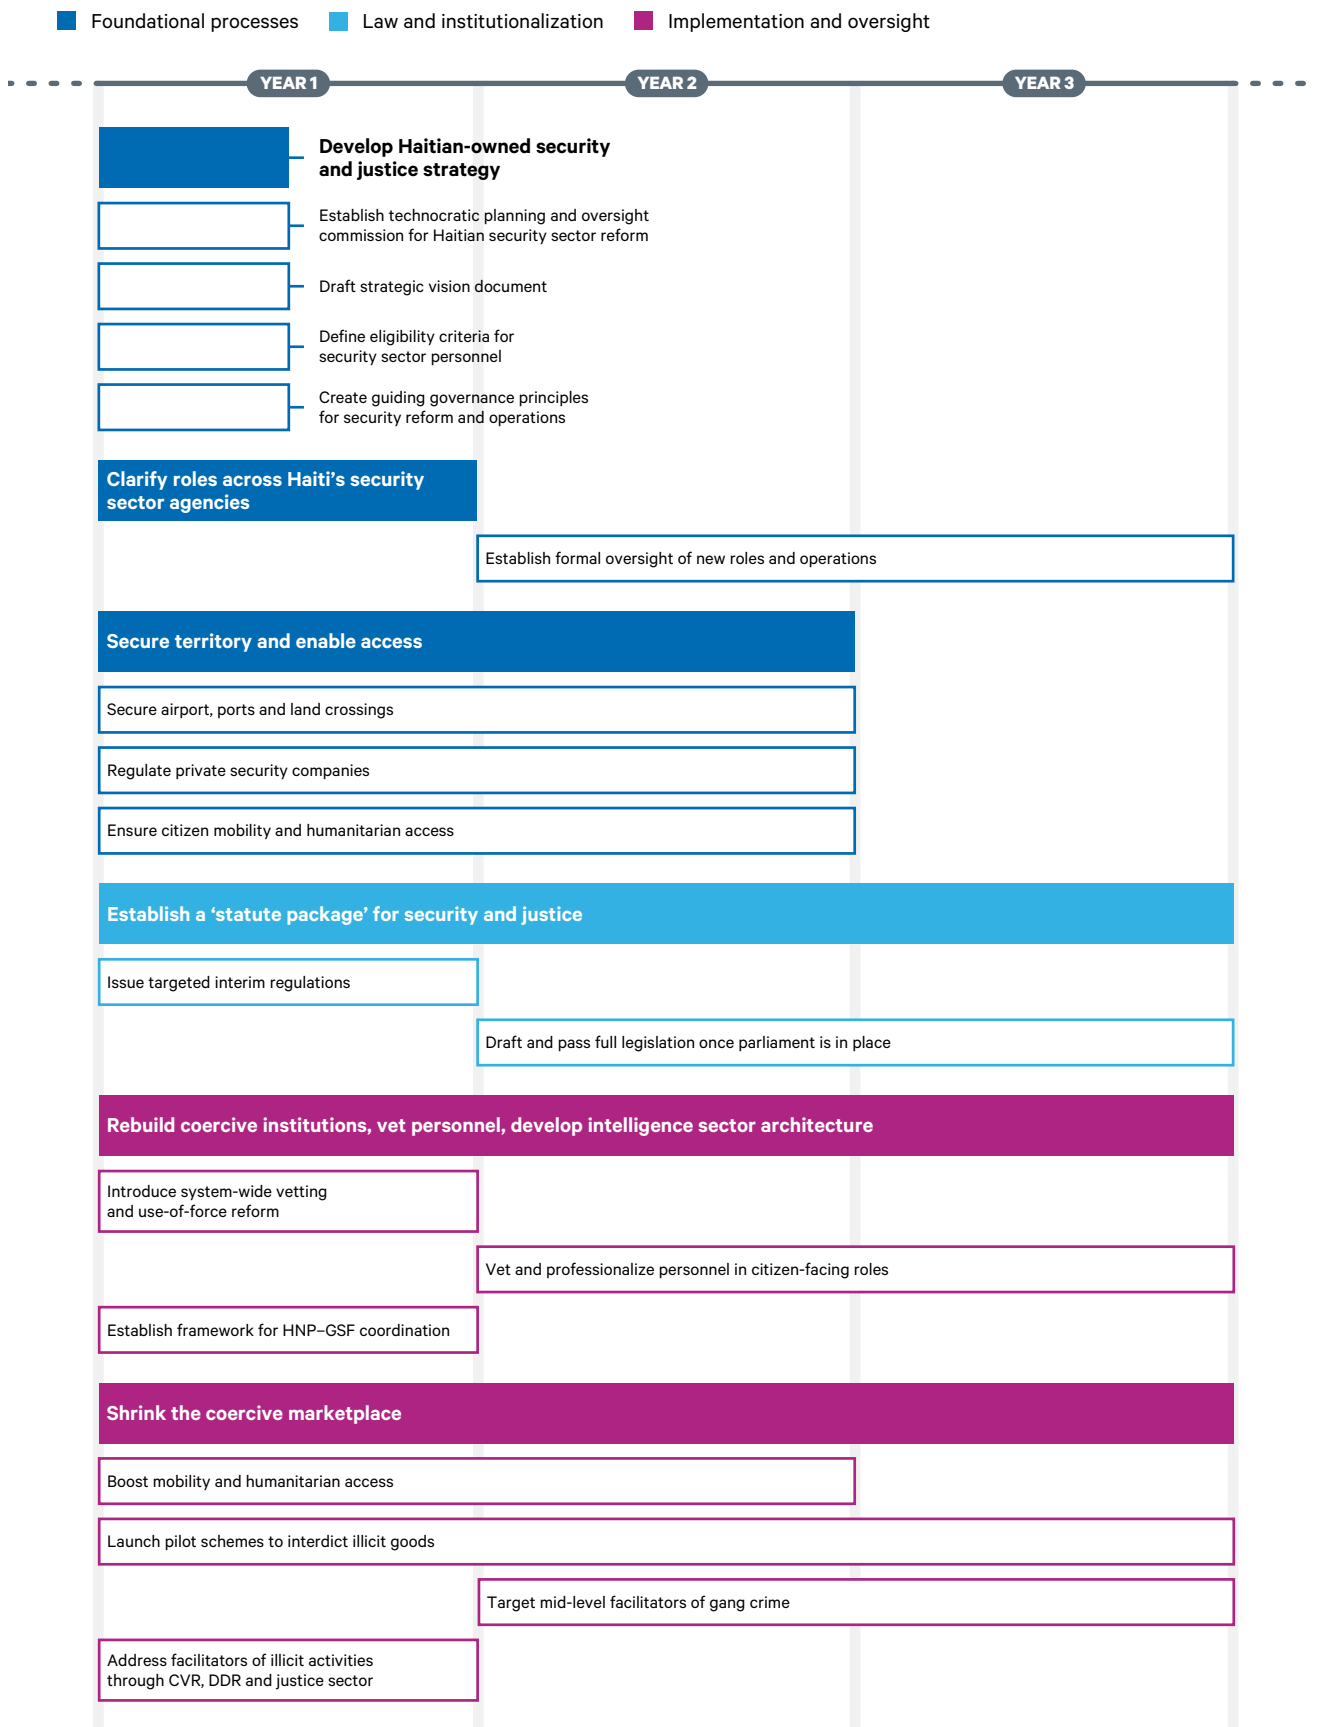 Foundational processes
Law and institutionalization
Implementation and oversight
YEAR 1
YEAR 2
YEAR 3
Develop Haitian-owned security
and justice strategy
Establish technocratic planning and oversight
commission for Haitian security sector reform
Draft strategic vision document
Define eligibility criteria for
security sector personnel
Create guiding governance principles
for security reform and operations
Clarify roles across Haiti’s security
sector agencies
Establish formal oversight of new roles and operations
Secure territory and enable access
Secure airport, ports and land crossings
Regulate private security companies
Ensure citizen mobility and humanitarian access
Establish a ‘statute package’ for security and justice
Issue targeted interim regulations
Draft and pass full legislation once parliament is in place
Rebuild coercive institutions, vet personnel, develop intelligence sector architecture
Introduce system-wide vetting
and use-of-force reform
Vet and professionalize personnel in citizen-facing roles
Establish framework for HNP–GSF coordination
Shrink the coercive marketplace
Boost mobility and humanitarian access
Launch pilot schemes to interdict illicit goods
Target mid-level facilitators of gang crime
Address facilitators of illicit activities
through CVR, DDR and justice sector